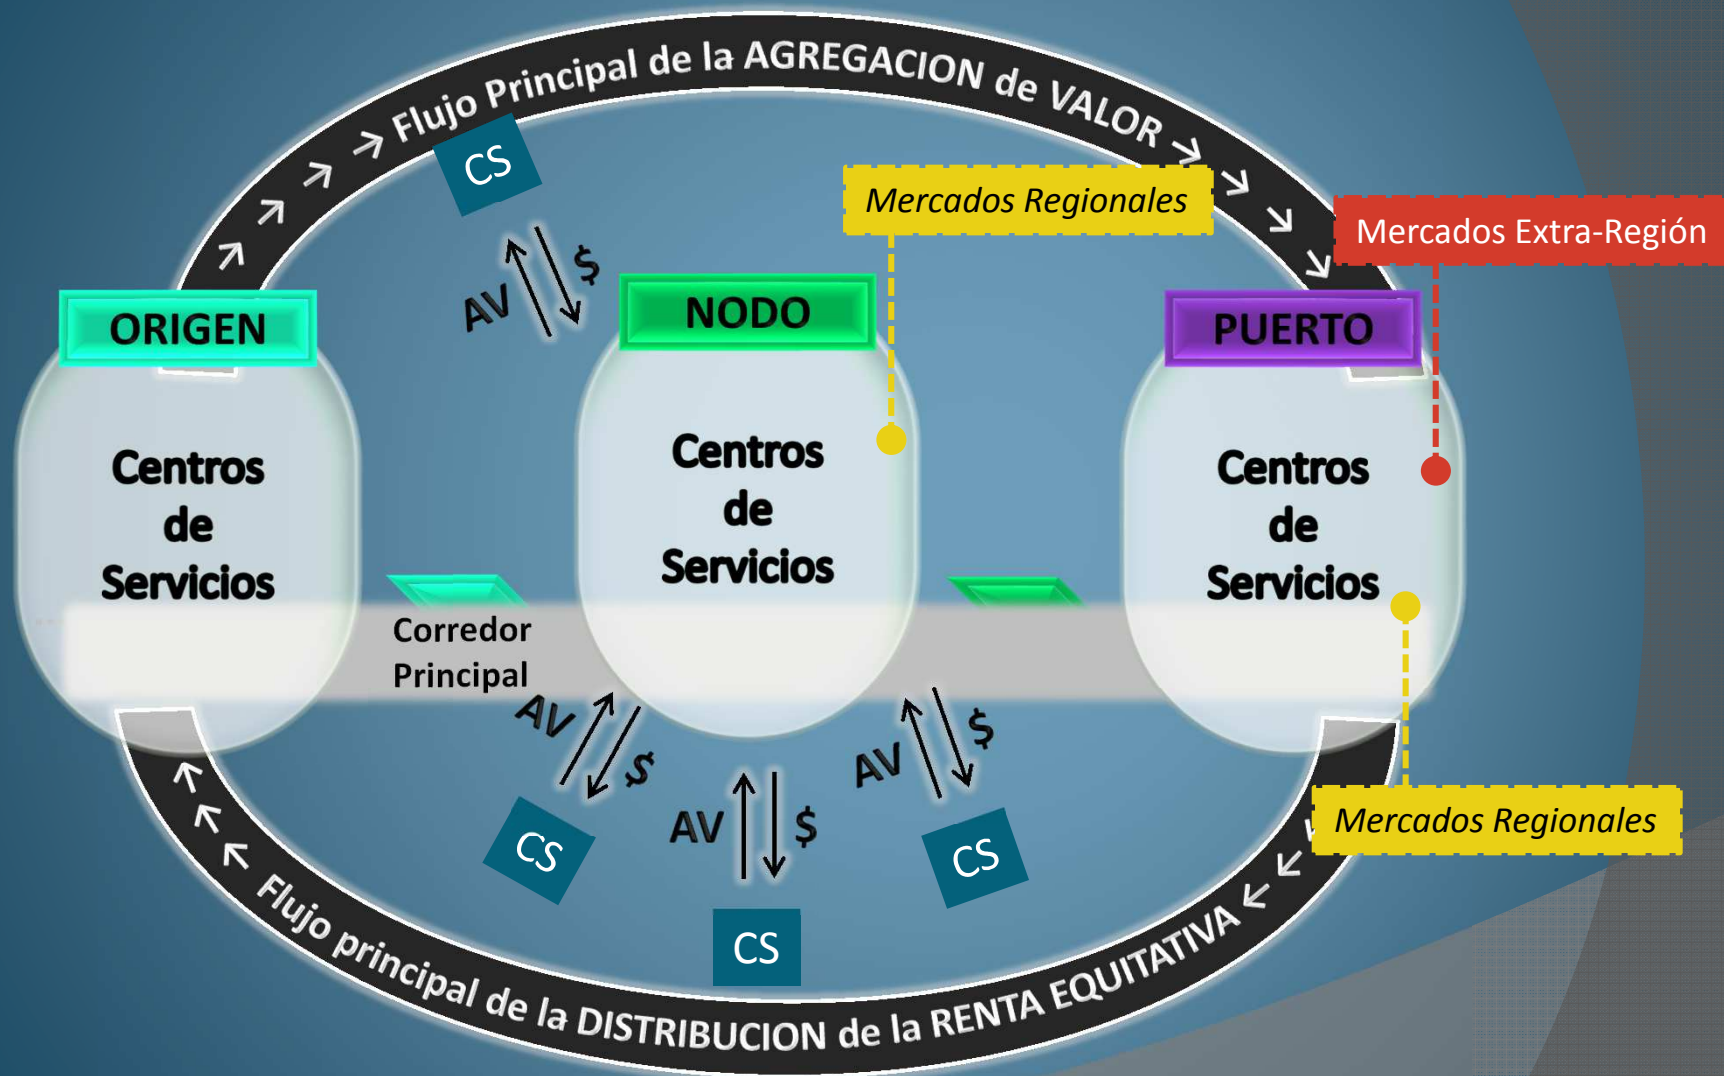 → → → → Flujo Principal de la AGREGACION de VALOR → → → →
CS
AV $
Mercados Regionales
Mercados Extra-Región
ORIGEN
NODO
PUERTO
Centros
de
Servicios
Centros
de
Servicios
Centros
de
Servicios
Corredor
Principal
AV $
AV $
AV $
CS
CS
CS
Mercados Regionales
← ← ← Flujo principal de la DISTRIBUCION de la RENTA EQUITATIVA ← ← ←